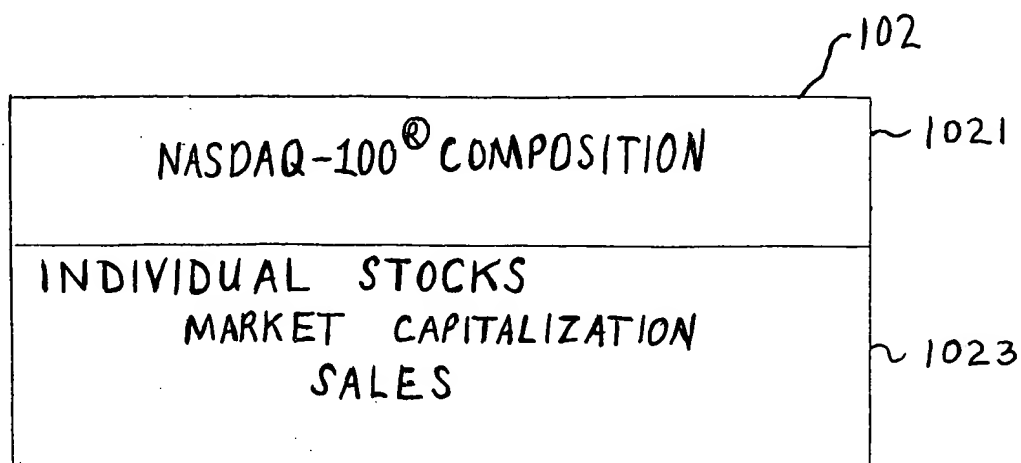 102
NASDAQ-100® COMPOSITION
1021
INDIVIDUAL STOCKS
MARKET CAPITALIZATION
1023
SALES